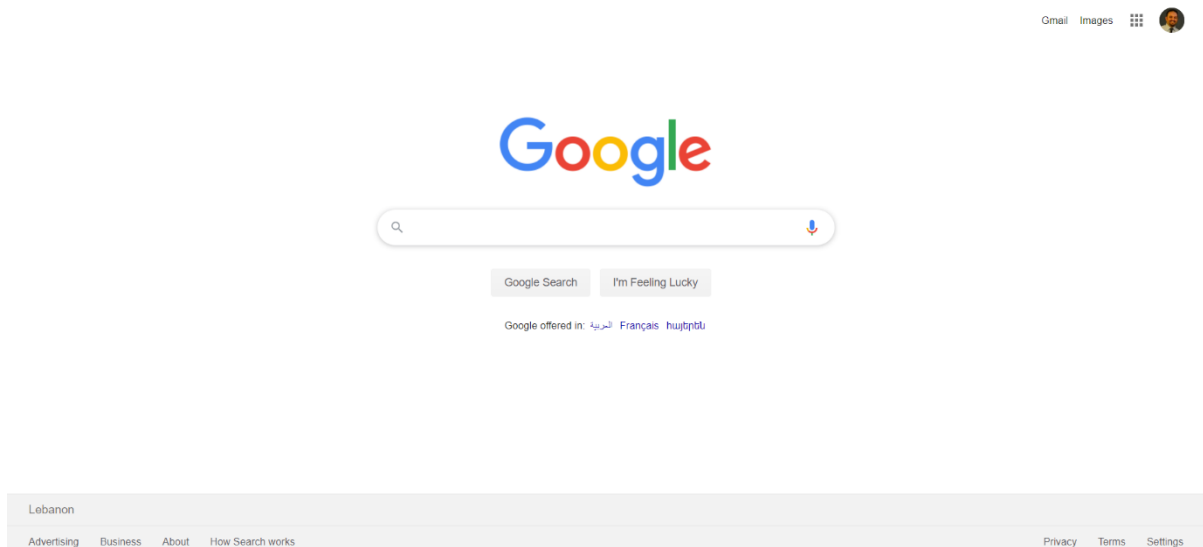 Gmail Images
Google
Google Search I'm Feeling Lucky
Google offered in: العربية Français հայերեն
Lebanon
Advertising Business About How Search works Privacy Terms Settings